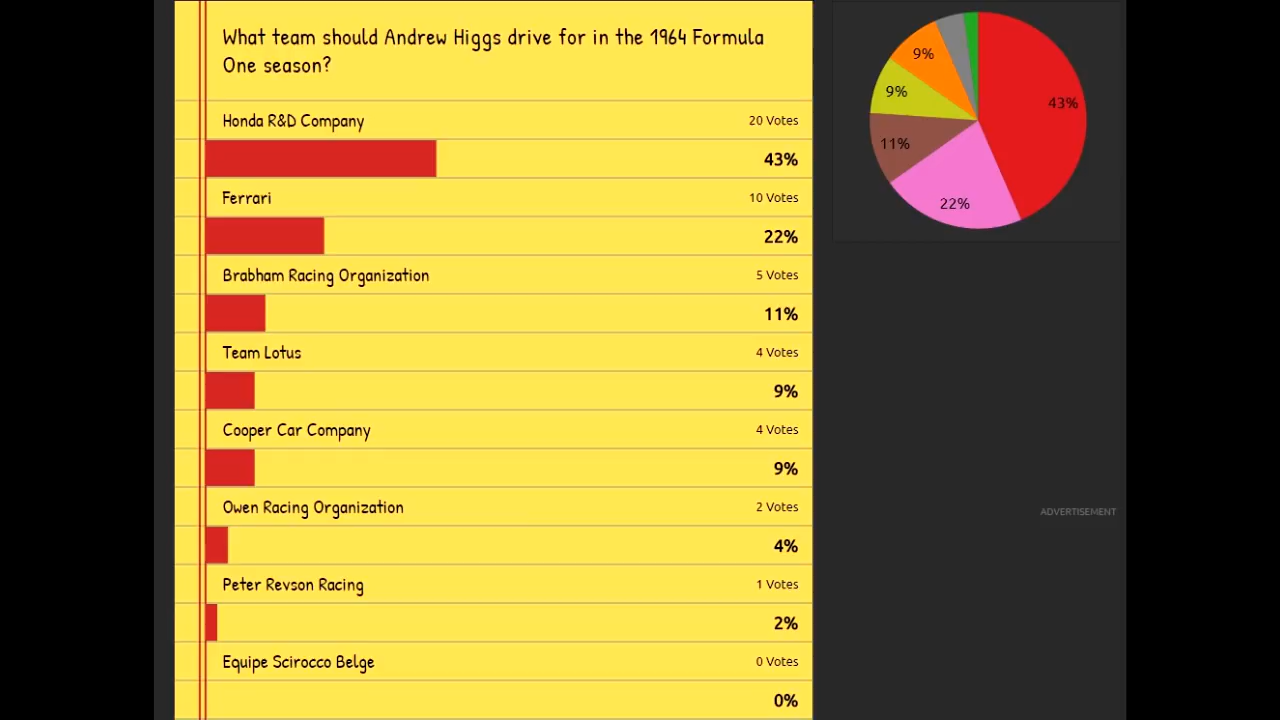 What team should Andrew Higgs drive for in the 1964 Formula
One season?
Honda R&D Company 20 Votes
43%
Ferrari 10 Votes
22%
Brabham Racing Organization 5 Votes
11%
Team Lotus 4 Votes
9%
Cooper Car Company 4 Votes
9%
Owen Racing Organization 2 Votes
4%
Peter Revson Racing 1 Votes
2%
Equipe Scirocco Belge 0 Votes
0%
9%
9%
43%
11%
22%
ADVERTISEMENT